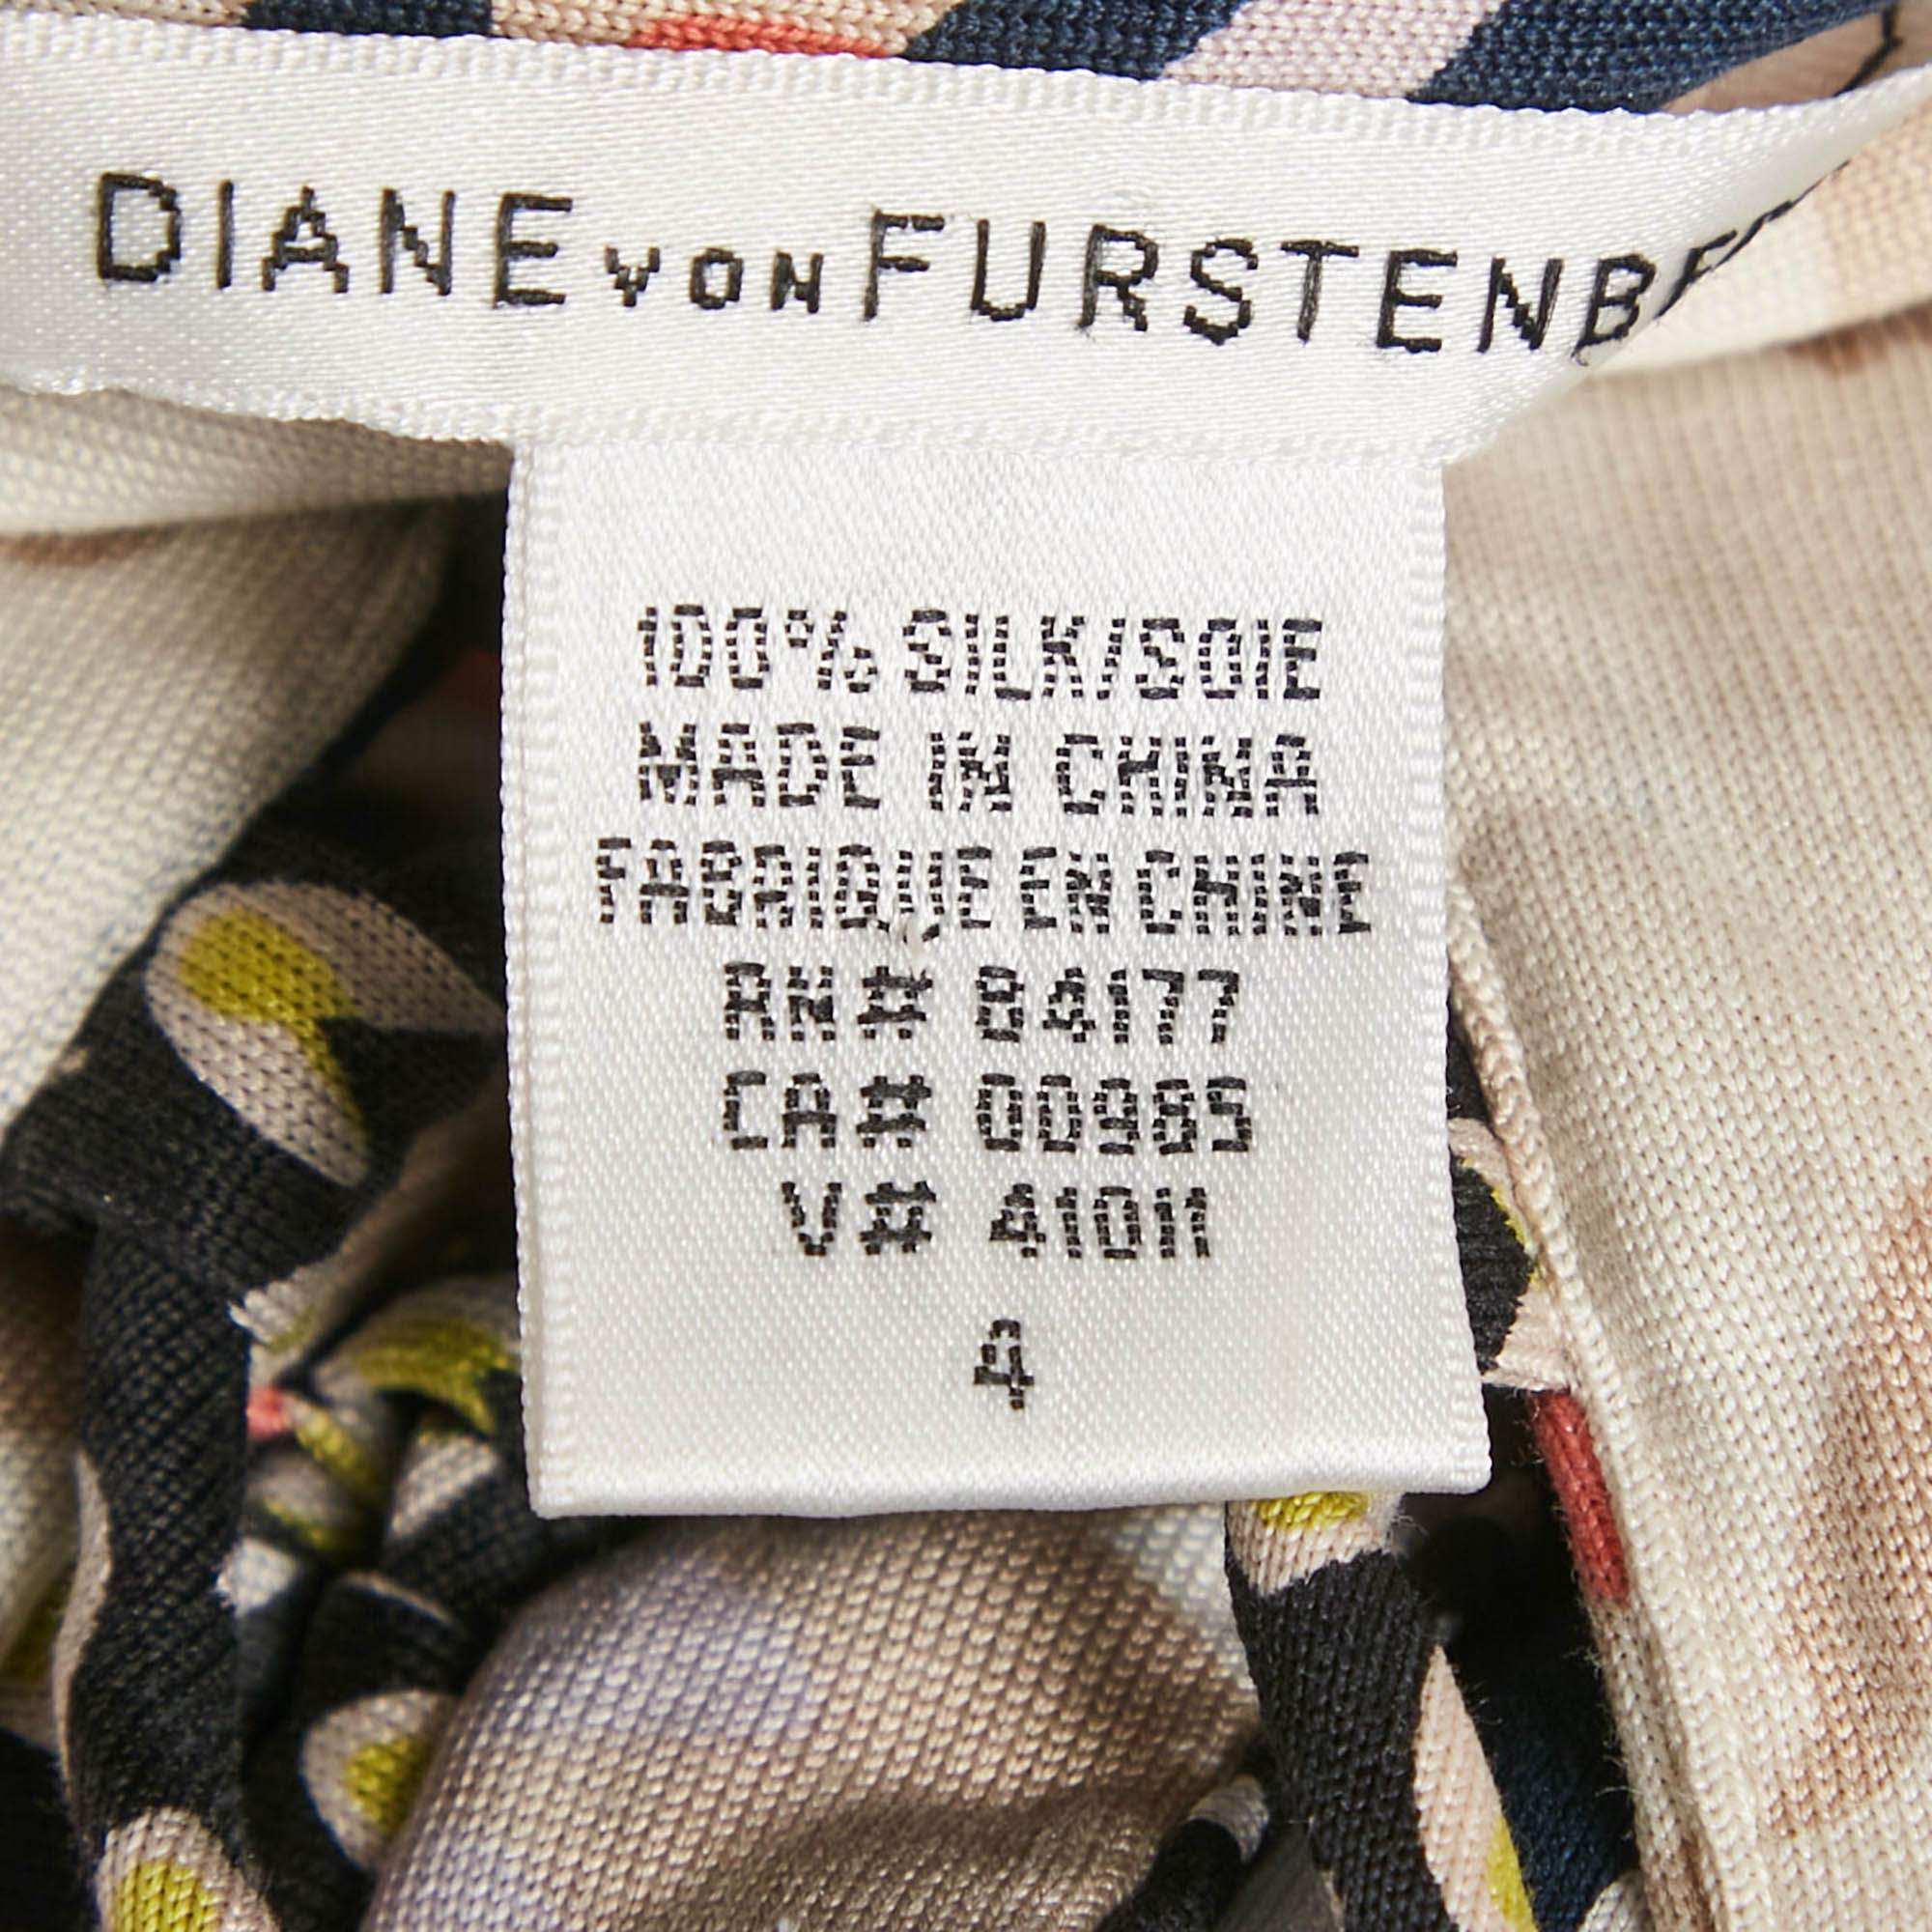 DIANE VON FURSTENBE
100% SILK/SOIE
MADE IN CHINA
FABRIQUE EN CHINE
RN# 84177
CA# 00985
V# 41011
4